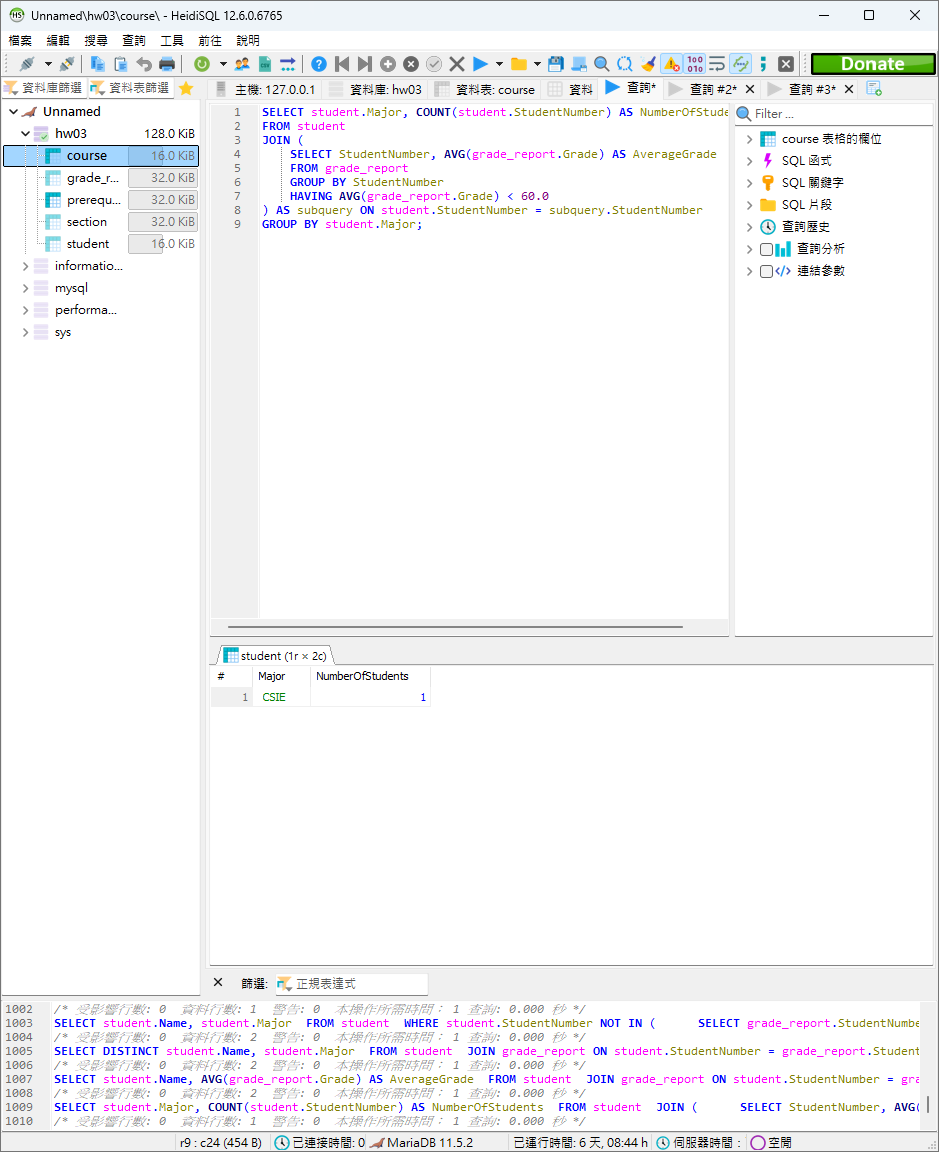 Unnamed\hw03\course\ - HeidiSQL 12.6.0.6765
檔案 編輯 搜尋 查詢 工具 前往 說明
Donate
資料庫篩選 資料表篩選 主機: 127.0.0.1 資料庫: hw03 資料表: course 資料 查詢* 查詢 #2* 查詢 #3*
Unnamed
hw03 128.0 KiB
course 16.0 KiB
grade_r... 32.0 KiB
prerequ... 32.0 KiB
section 32.0 KiB
student 16.0 KiB
informatio...
mysql
performa...
sys
1 SELECT student.Major, COUNT(student.StudentNumber) AS NumberOfStude
2 FROM student
3 JOIN (
4 SELECT StudentNumber, AVG(grade_report.Grade) AS AverageGrade
5 FROM grade_report
6 GROUP BY StudentNumber
7 HAVING AVG(grade_report.Grade) < 60.0
8 ) AS subquery ON student.StudentNumber = subquery.StudentNumber
9 GROUP BY student.Major;
Filter ...
course 表格的欄位
SQL 函式
SQL 關鍵字
SQL 片段
查詢歷史
查詢分析
連結參數
student (1r × 2c)
# Major NumberOfStudents
1 CSIE 1
篩選: 正規表達式
1002 /* 受影響行數: 0 資料行數: 1 警告: 0 本操作所需時間： 1 查詢: 0.000 秒 */
1003 SELECT student.Name, student.Major FROM student WHERE student.StudentNumber NOT IN ( SELECT grade_report.StudentNumbe
1004 /* 受影響行數: 0 資料行數: 2 警告: 0 本操作所需時間： 1 查詢: 0.000 秒 */
1005 SELECT DISTINCT student.Name, student.Major FROM student JOIN grade_report ON student.StudentNumber = grade_report.Student
1006 /* 受影響行數: 0 資料行數: 2 警告: 0 本操作所需時間： 1 查詢: 0.000 秒 */
1007 SELECT student.Name, AVG(grade_report.Grade) AS AverageGrade FROM student JOIN grade_report ON student.StudentNumber = gra
1008 /* 受影響行數: 0 資料行數: 2 警告: 0 本操作所需時間： 1 查詢: 0.000 秒 */
1009 SELECT student.Major, COUNT(student.StudentNumber) AS NumberOfStudents FROM student JOIN ( SELECT StudentNumber, AVG(
1010 /* 受影響行數: 0 資料行數: 1 警告: 0 本操作所需時間： 1 查詢: 0.000 秒 */
r9 : c24 (454 B) 已連接時間: 0 MariaDB 11.5.2 已運行時間: 6 天, 08:44 h 伺服器時間： 空閒